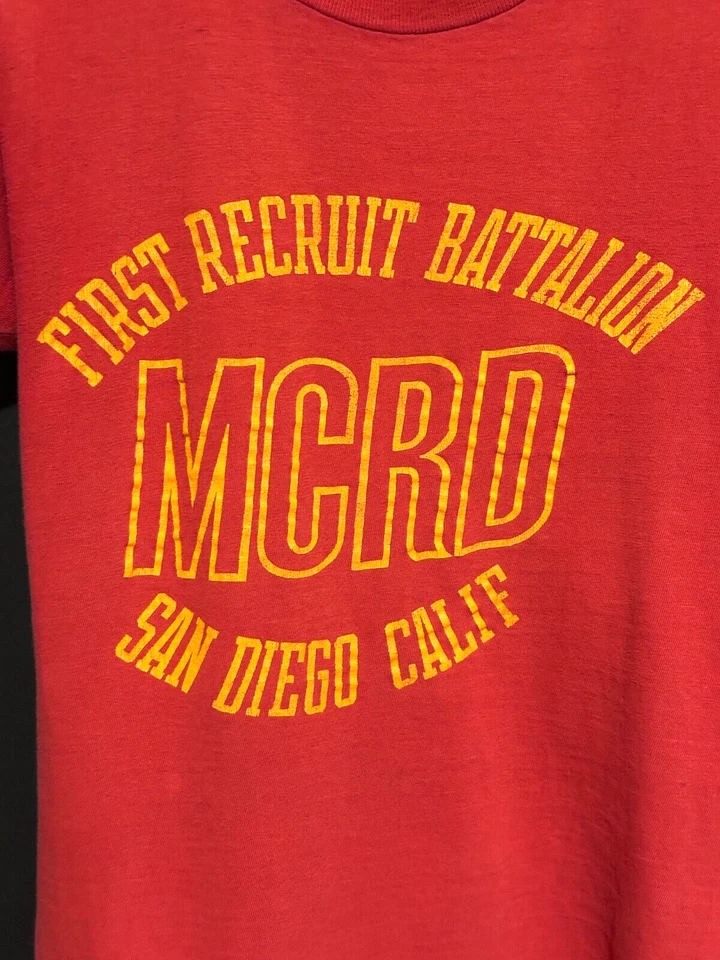 FIRST RECRUIT BATTALION
MCRD
SAN DIEGO CALIF